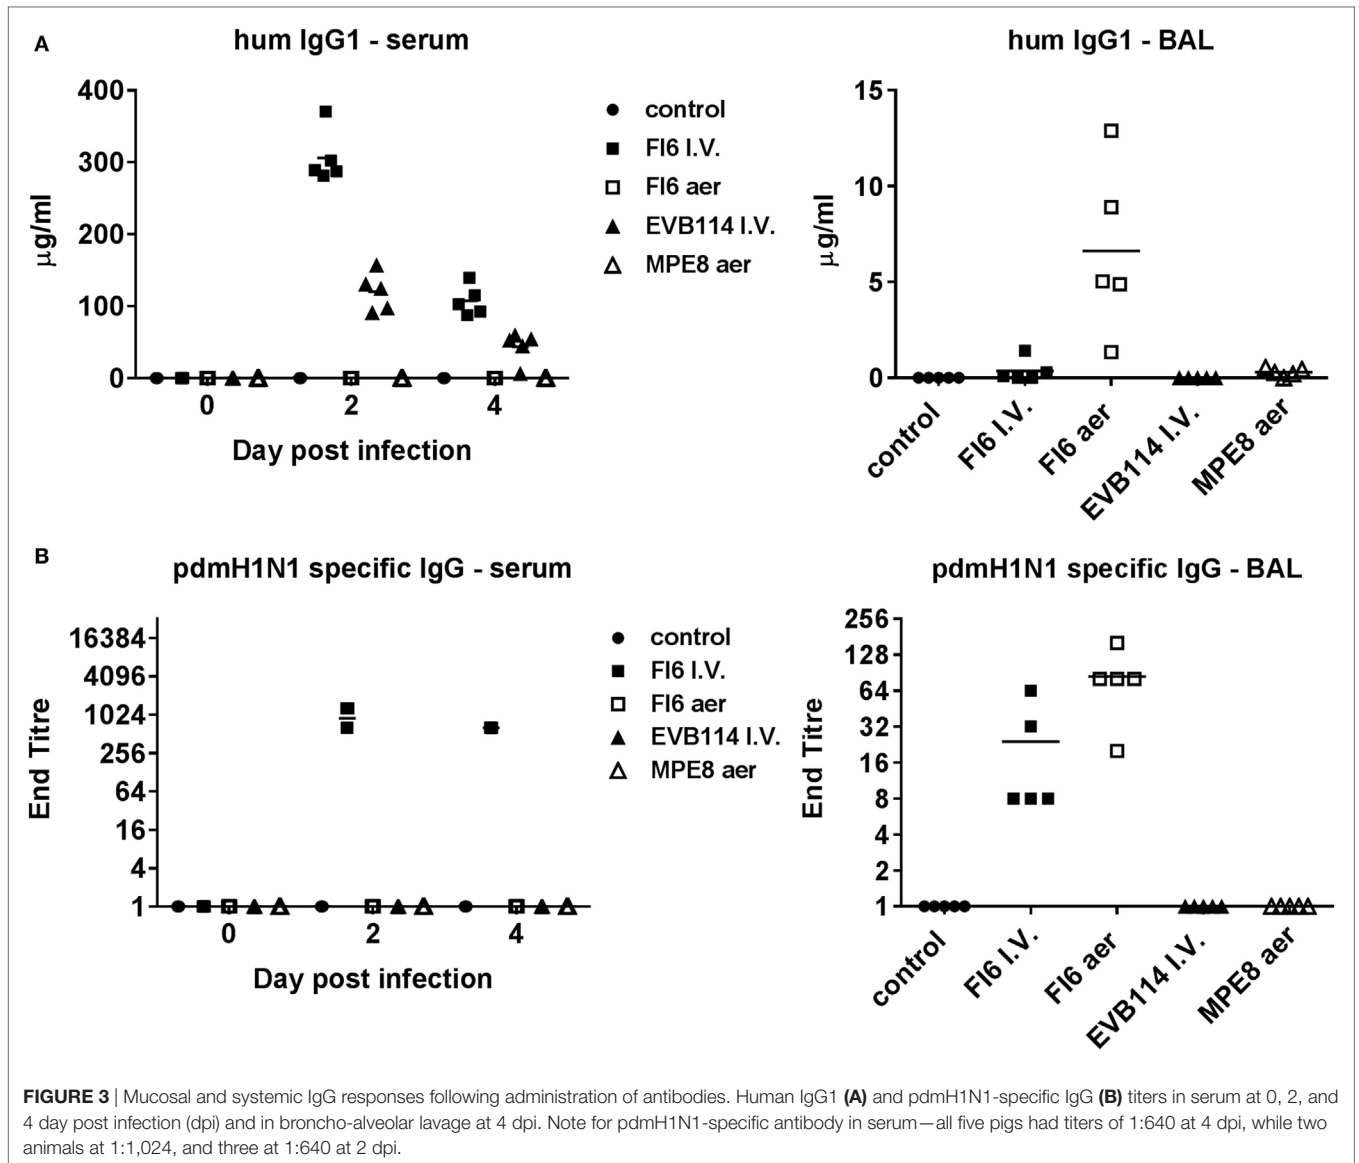 A
hum IgG1 - serum
400
300
200
100
0
µg/ml
0 2 4
Day post infection
control
FI6 I.V.
FI6 aer
EVB114 I.V.
MPE8 aer
hum IgG1 - BAL
15
10
5
0
µg/ml
control
FI6 I.V.
FI6 aer
EVB114 I.V.
MPE8 aer
B
pdmH1N1 specific IgG - serum
16384
4096
1024
256
64
16
4
1
End Titre
0 2 4
Day post infection
control
FI6 I.V.
FI6 aer
EVB114 I.V.
MPE8 aer
pdmH1N1 specific IgG - BAL
256
128
64
32
16
8
4
2
1
End Titre
control
FI6 I.V.
FI6 aer
EVB114 I.V.
MPE8 aer
FIGURE 3 | Mucosal and systemic IgG responses following administration of antibodies. Human IgG1 (A) and pdmH1N1-specific IgG (B) titers in serum at 0, 2, and
4 day post infection (dpi) and in broncho-alveolar lavage at 4 dpi. Note for pdmH1N1-specific antibody in serum—all five pigs had titers of 1:640 at 4 dpi, while two
animals at 1:1,024, and three at 1:640 at 2 dpi.